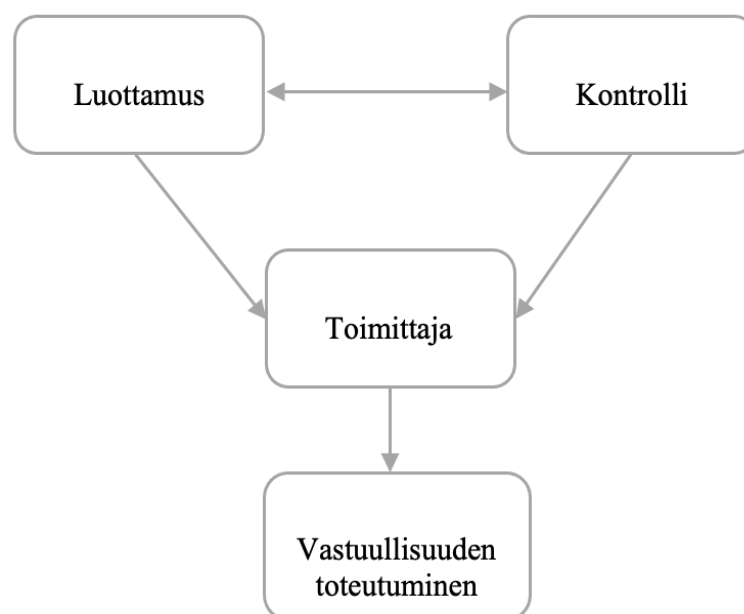 Luottamus
Kontrolli
Toimittaja
Vastuullisuuden
toteutuminen